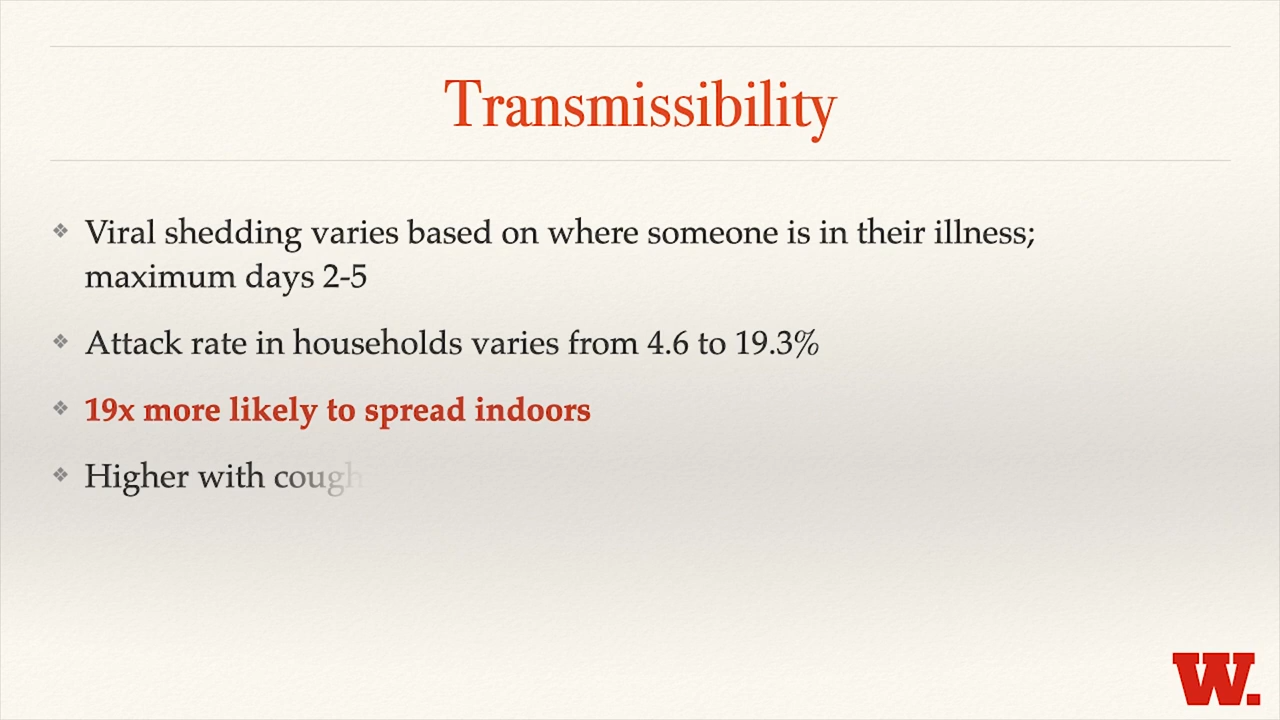 Transmissibility
Viral shedding varies based on where someone is in their illness;
maximum days 2-5
Attack rate in households varies from 4.6 to 19.3%
19x more likely to spread indoors
Higher with cough
W.